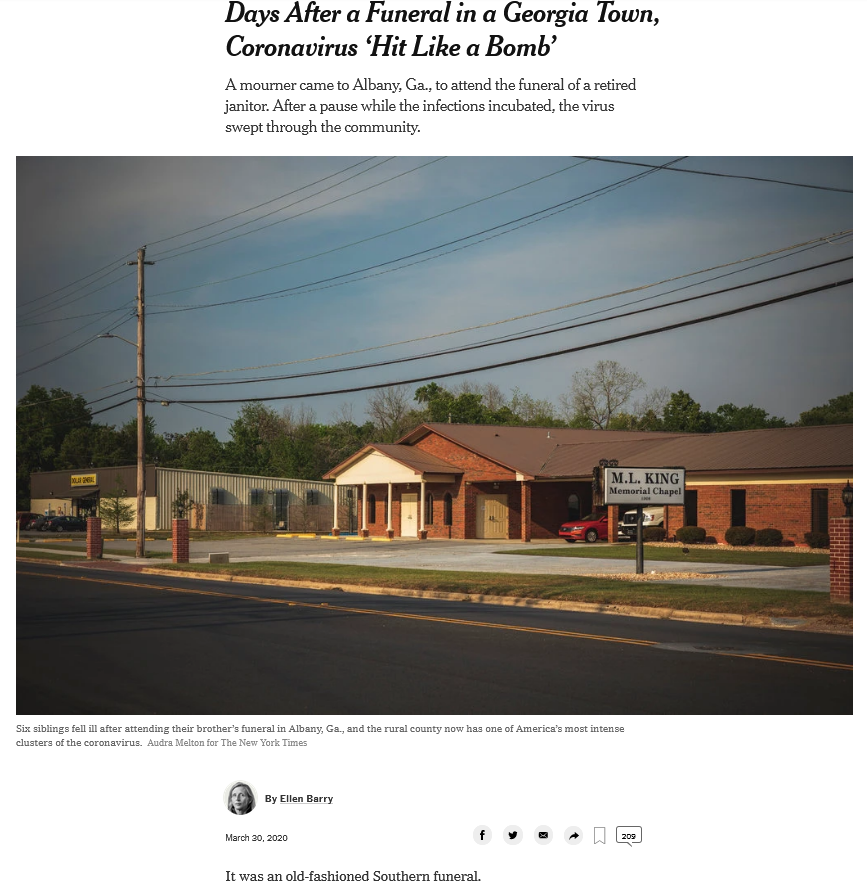 Days After a Funeral in a Georgia Town,
Coronavirus ‘Hit Like a Bomb’
A mourner came to Albany, Ga., to attend the funeral of a retired
janitor. After a pause while the infections incubated, the virus
swept through the community.
DOLLAR GENERAL
M.L. KING
Memorial Chapel
Six siblings fell ill after attending their brother’s funeral in Albany, Ga., and the rural county now has one of America’s most intense
clusters of the coronavirus. Audra Melton for The New York Times
By Ellen Barry
March 30, 2020
209
It was an old-fashioned Southern funeral.